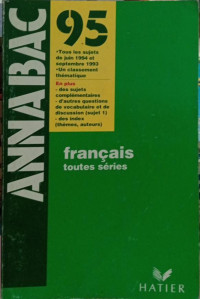 ANNABAC
95
•Tous les sujets
de juin 1994 et
septembre 1993
•Un classement
thématique
En plus
- des sujets
complémentaires
- d'autres questions
de vocabulaire et de
discussion (sujet 1)
- des index
(thèmes, auteurs)
français
toutes séries
HATIER